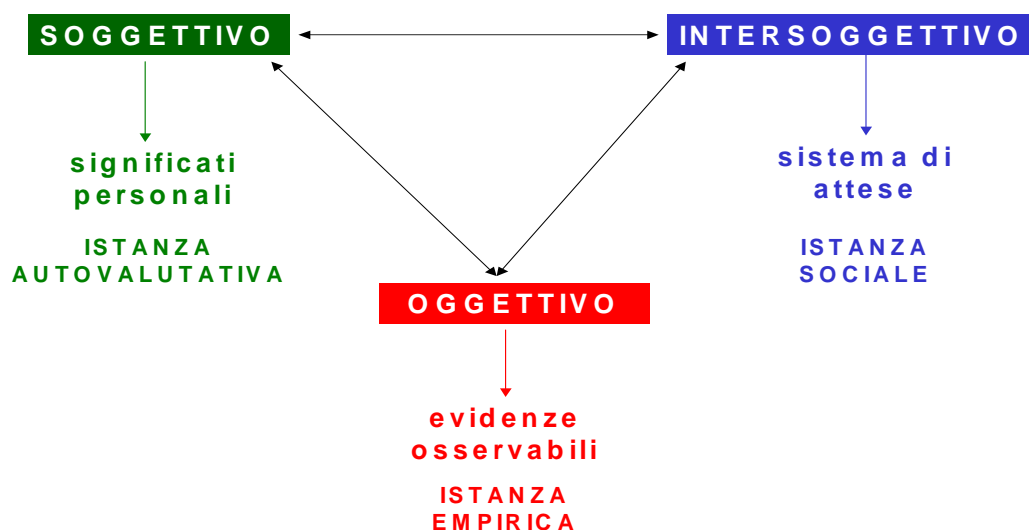 SOGGETTIVO
INTERSOGGETTIVO
significati
personali
ISTANZA
AUTOVALUTATIVA
sistema di
attese
ISTANZA
SOCIALE
OGGETTIVO
evidenze
osservabili
ISTANZA
EMPIRICA